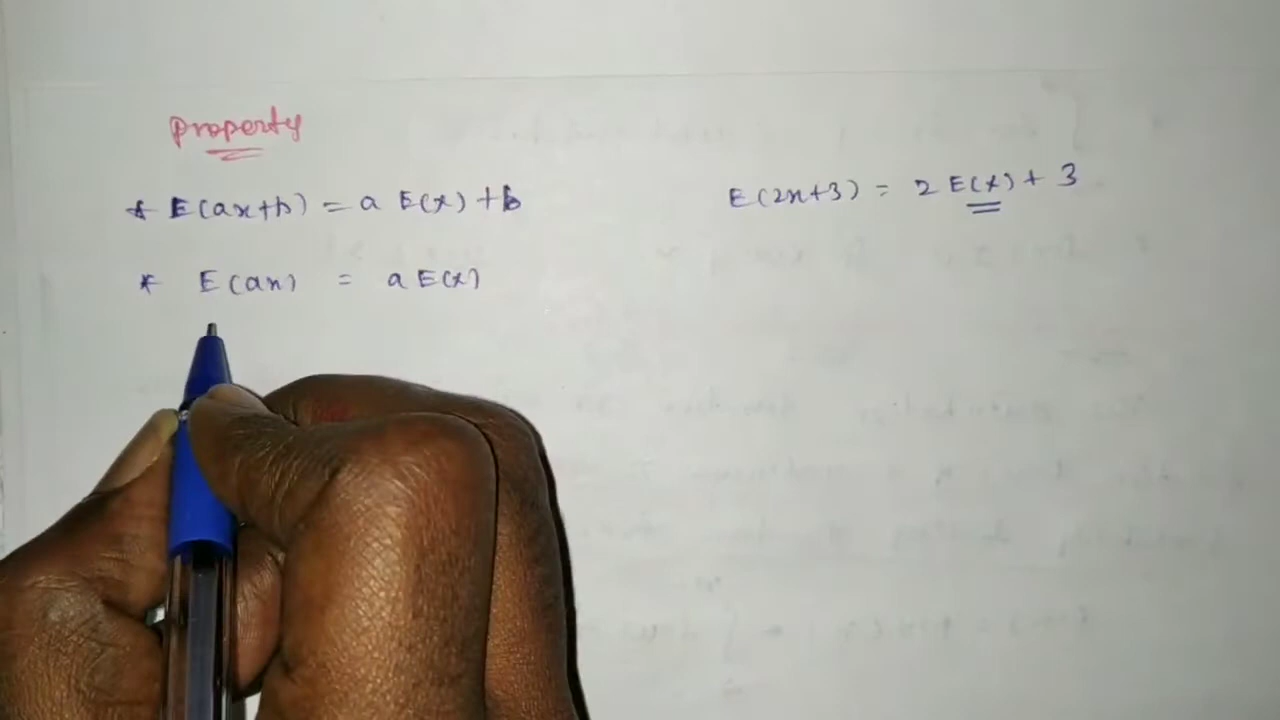 Property
* E(ax+b) = a E(x) + b
E(2x+3) = 2 E(x) + 3
* E(ax) = a E(x)